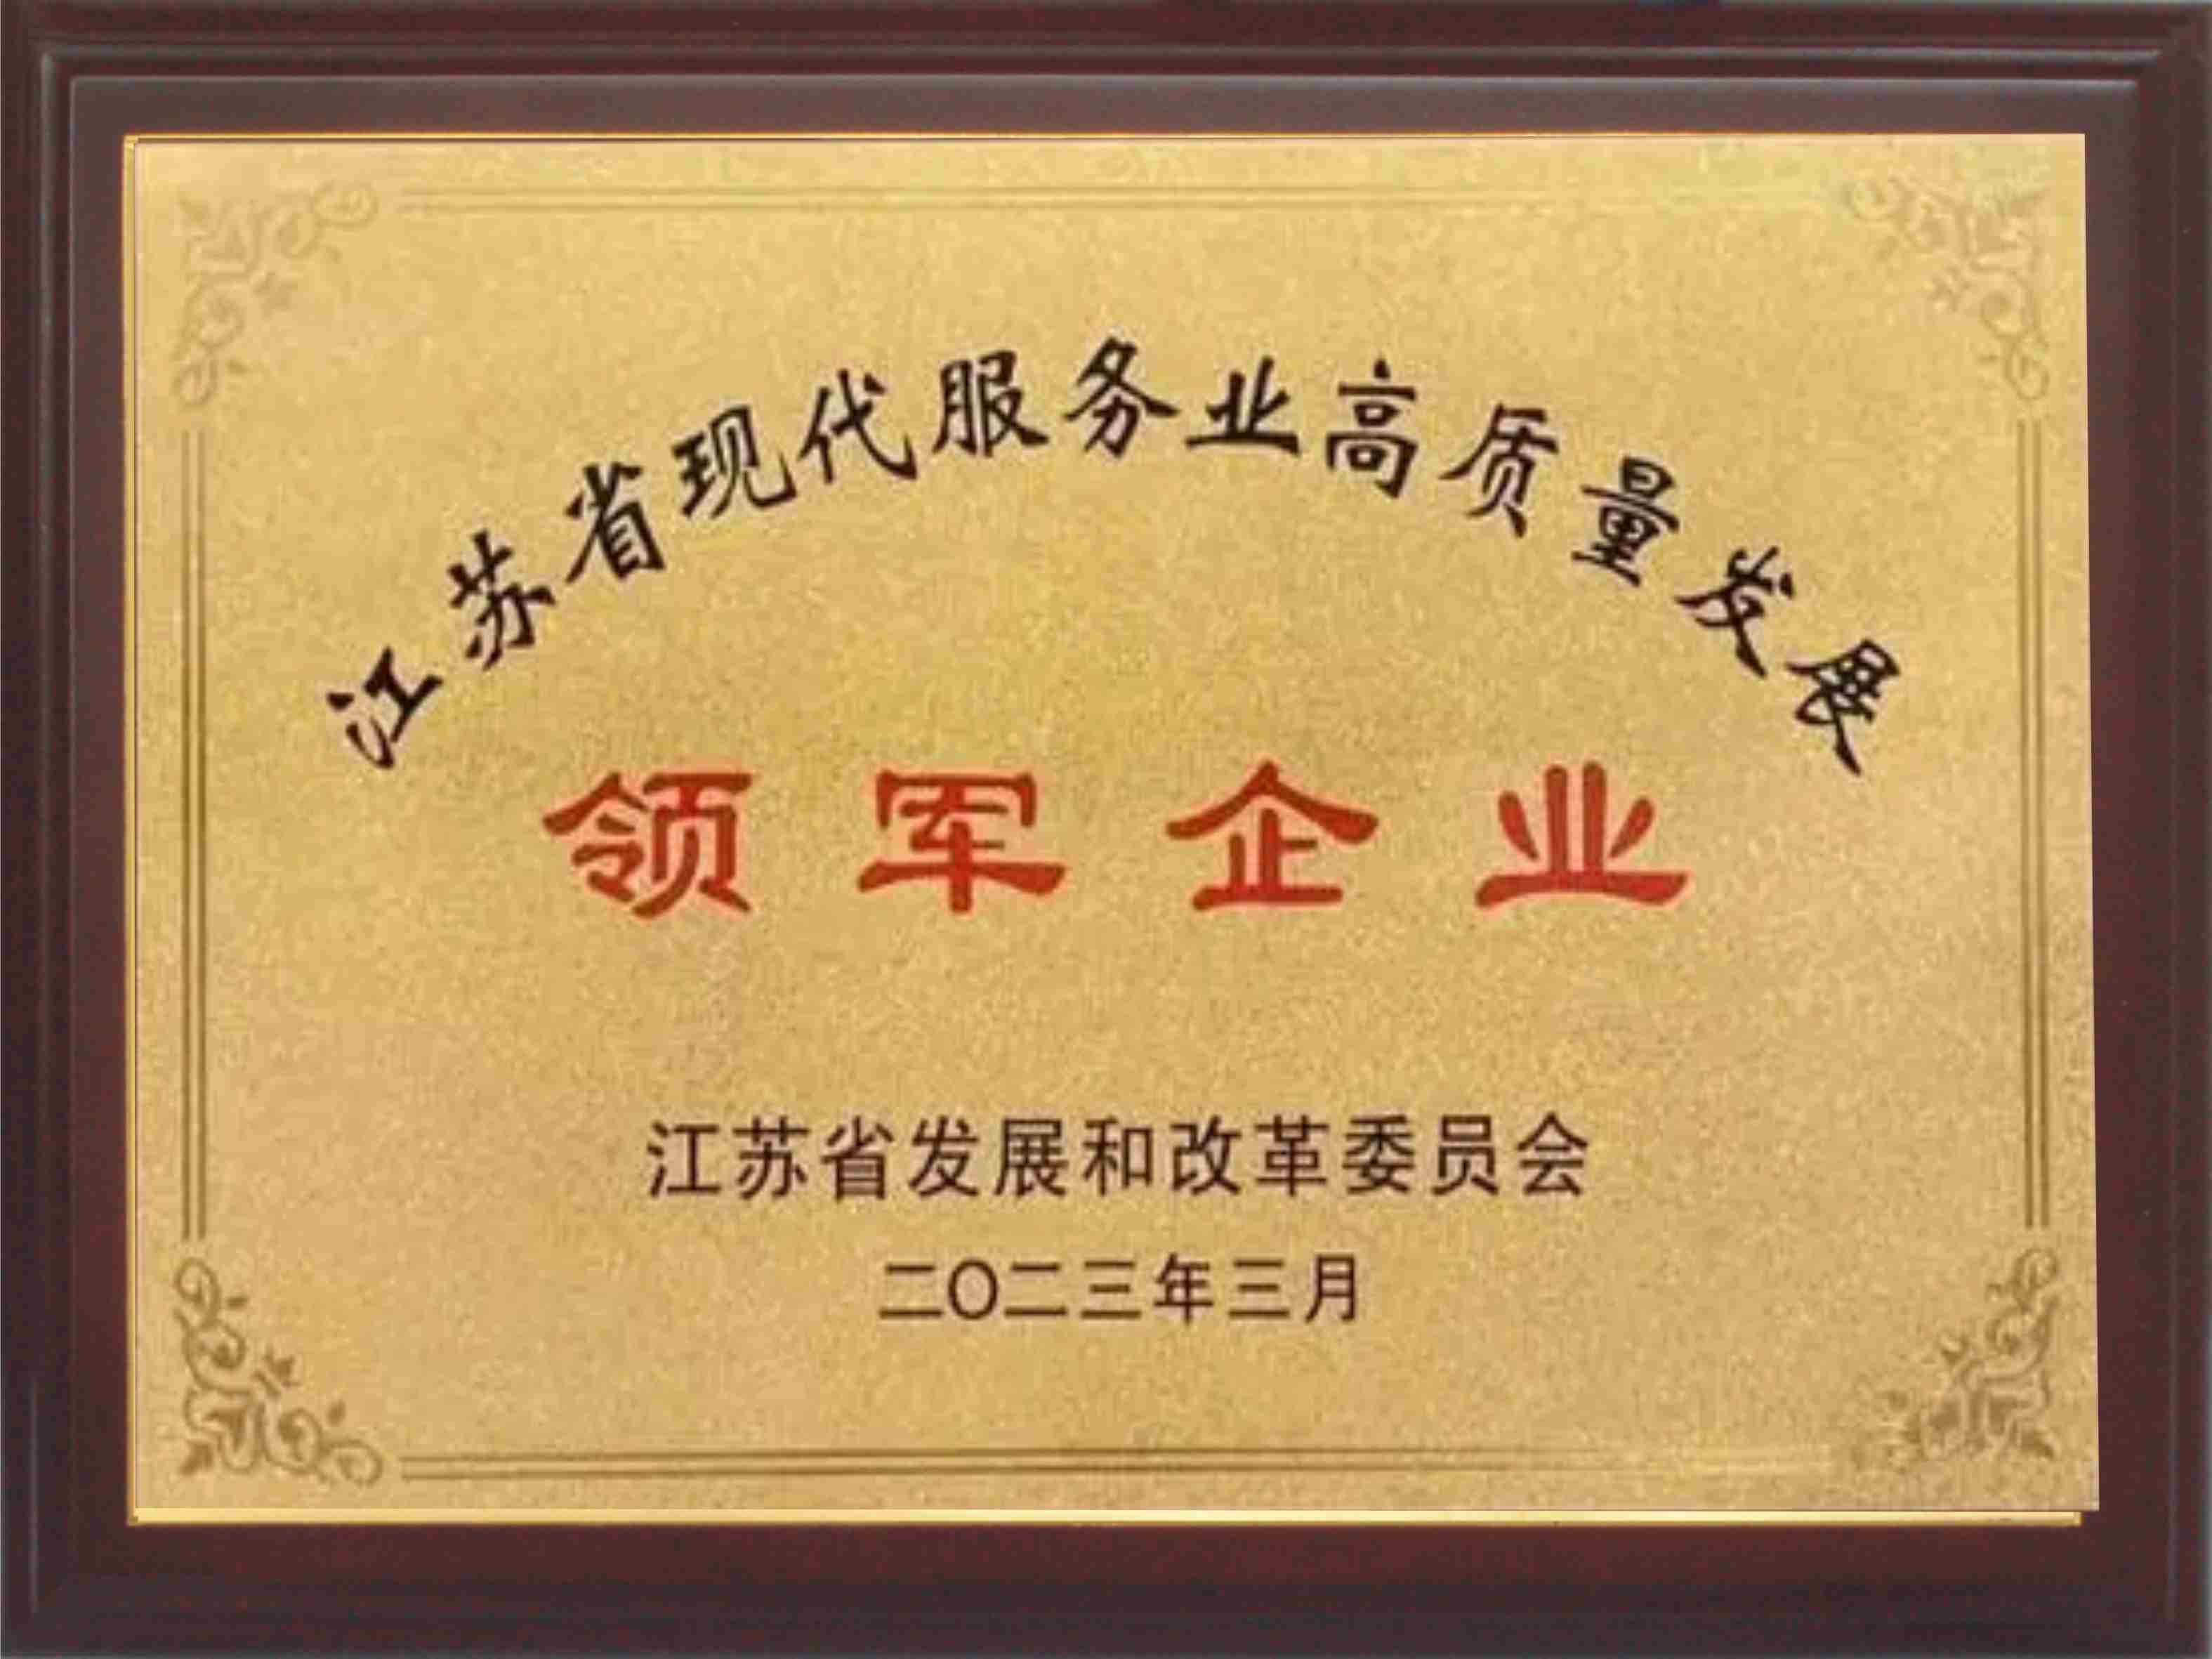 江苏省现代服务业高质量发展
领军企业
江苏省发展和改革委员会
二〇二三年三月